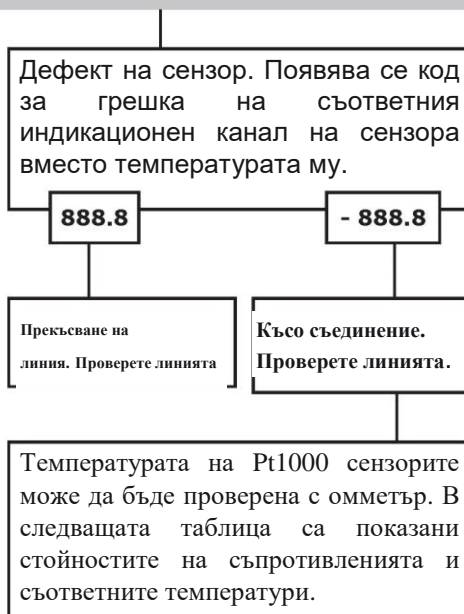 Дефект на сензор. Появява се код
за грешка на съответния
индикационен канал на сензора
вместо температурата му.
888.8
- 888.8
Прекъсване на
линия. Проверете линията
Късо съединение.
Проверете линията.
Температурата на Pt1000 сензорите
може да бъде проверена с омметър. В
следващата таблица са показани
стойностите на съпротивленията и
съответните температури.